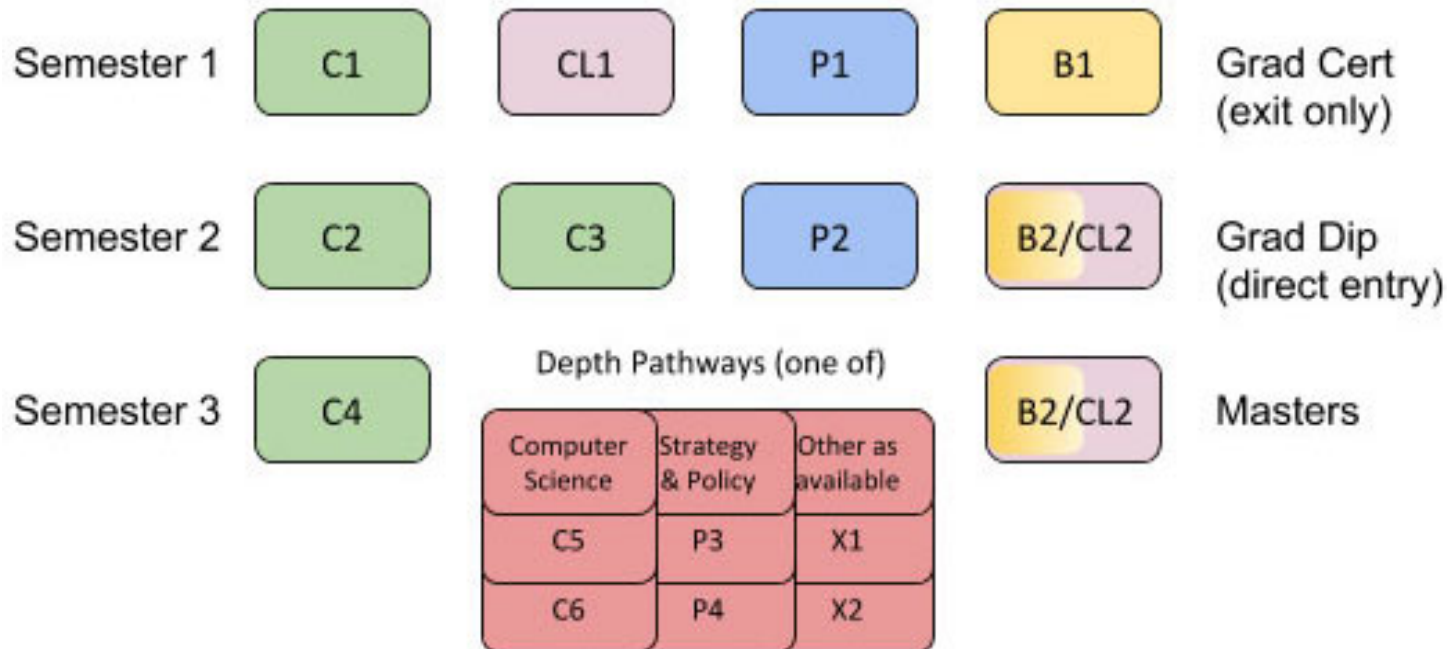 Semester 1
C1
CL1
P1
B1
Grad Cert
(exit only)
Semester 2
C2
C3
P2
B2/CL2
Grad Dip
(direct entry)
Semester 3
C4
Depth Pathways (one of)
Computer
Science
Strategy
& Policy
Other as
available
C5
P3
X1
C6
P4
X2
B2/CL2
Masters